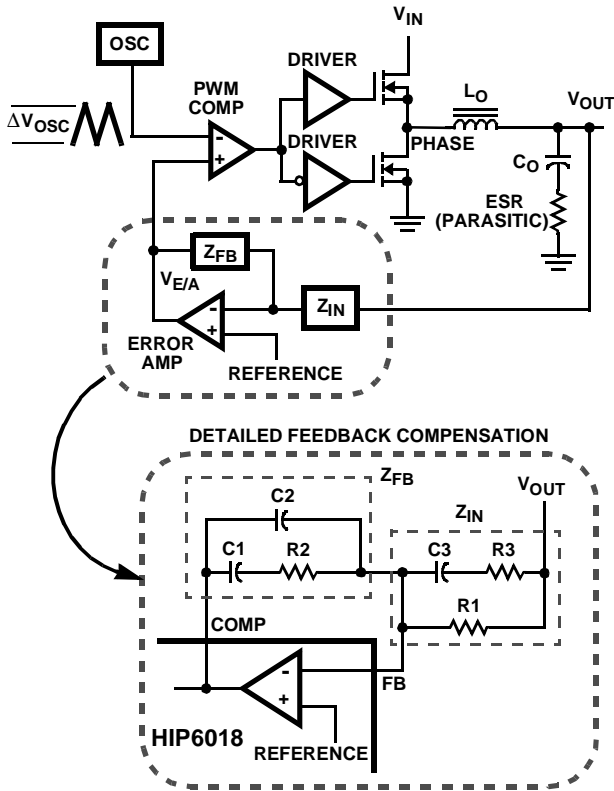 V_IN
OSC
DRIVER
PWM
COMP
L_O
V_OUT
ΔV_OSC
-
+
DRIVER
PHASE
C_O
ESR
(PARASITIC)
Z_FB
V_E/A
-
+
Z_IN
ERROR
AMP
REFERENCE
DETAILED FEEDBACK COMPENSATION
Z_FB
V_OUT
C2
Z_IN
C1
R2
C3
R3
R1
COMP
-
+
FB
HIP6018
REFERENCE